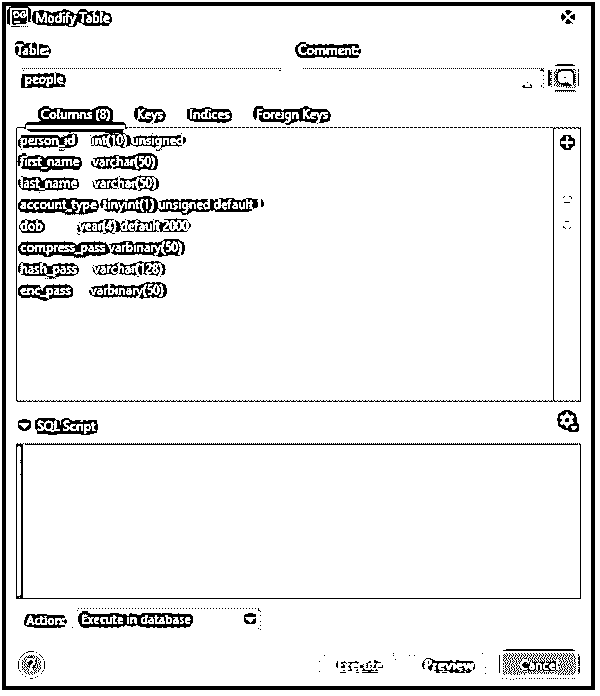 DG Modify Table
Table: Comment:
people
Columns (8) Keys Indices Foreign Keys
person_id int(10) unsigned
first_name varchar(50)
last_name varchar(50)
account_type tinyint(1) unsigned default 1
dob year(4) default 2000
compress_pass varbinary(50)
hash_pass varchar(128)
enc_pass varbinary(50)
SQL Script
Action: Execute in database
? Execute Preview Cancel